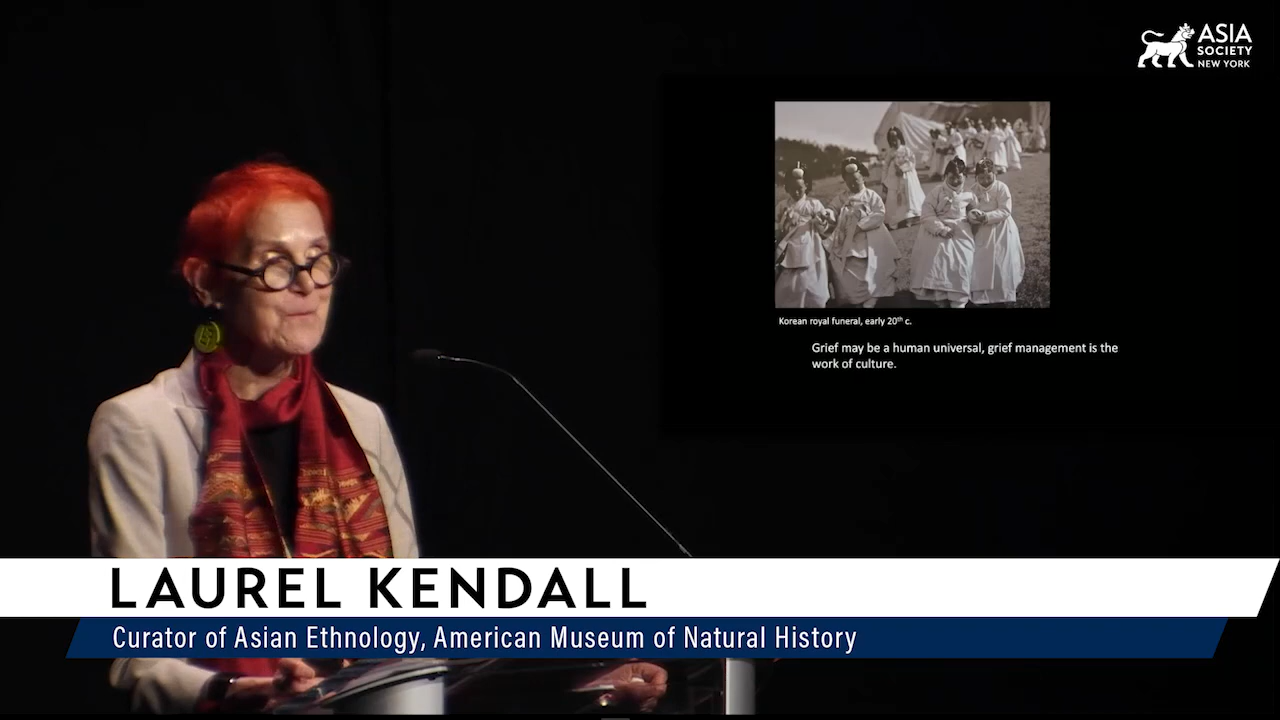 ASIA
SOCIETY
NEW YORK
Korean royal funeral, early 20th c.
Grief may be a human universal, grief management is the
work of culture.
LAUREL KENDALL
Curator of Asian Ethnology, American Museum of Natural History